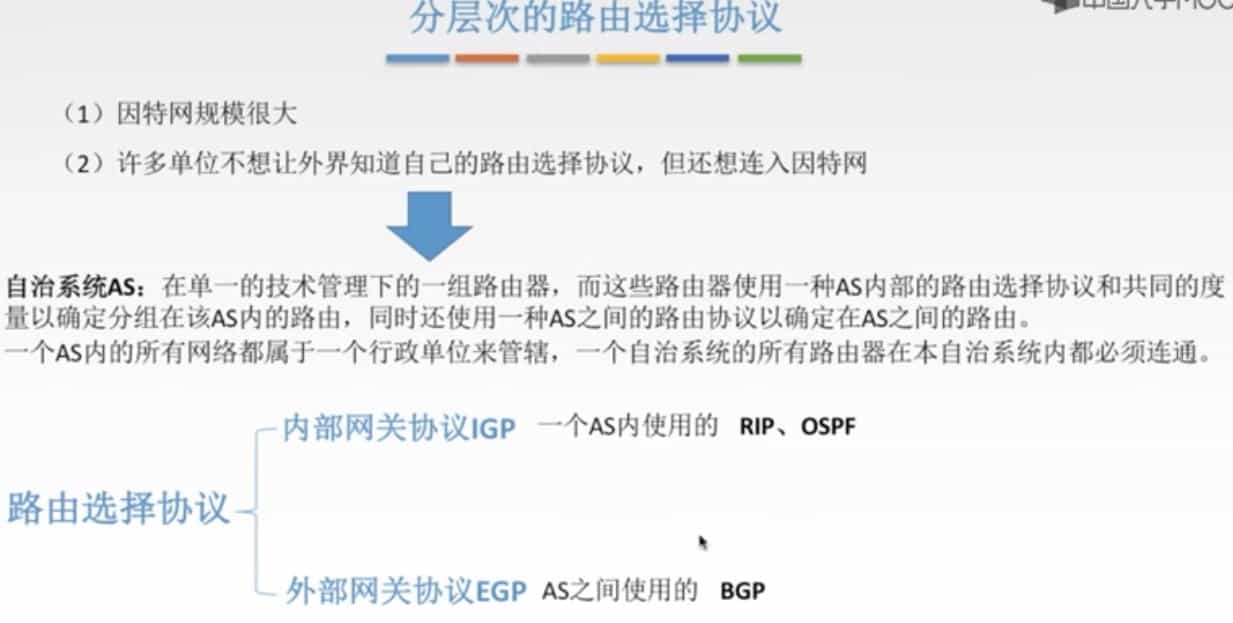 分层次的路由选择协议
（1）因特网规模很大
（2）许多单位不想让外界知道自己的路由选择协议，但还想连入因特网
自治系统AS：在单一的技术管理下的一组路由器，而这些路由器使用一种AS内部的路由选择协议和共同的度
量以确定分组在该AS内的路由，同时还使用一种AS之间的路由协议以确定在AS之间的路由。
一个AS内的所有网络都属于一个行政单位来管辖，一个自治系统的所有路由器在本自治系统内都必须连通。
内部网关协议IGP 一个AS内使用的 RIP、OSPF
路由选择协议
外部网关协议EGP AS之间使用的 BGP